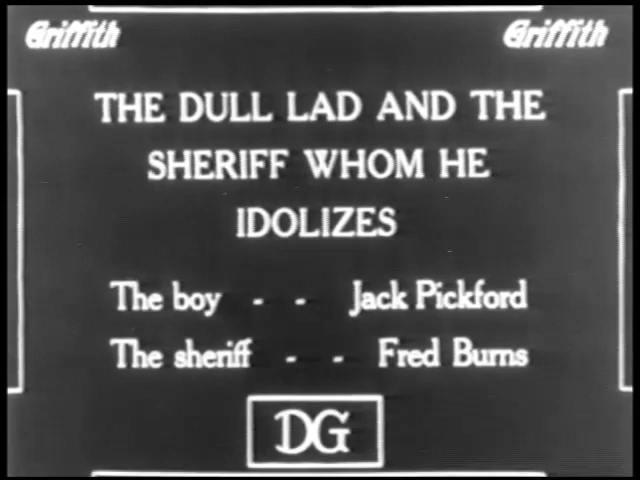 Griffith Griffith
THE DULL LAD AND THE
SHERIFF WHOM HE
IDOLIZES
The boy - - Jack Pickford
The sheriff - - Fred Burns
DG